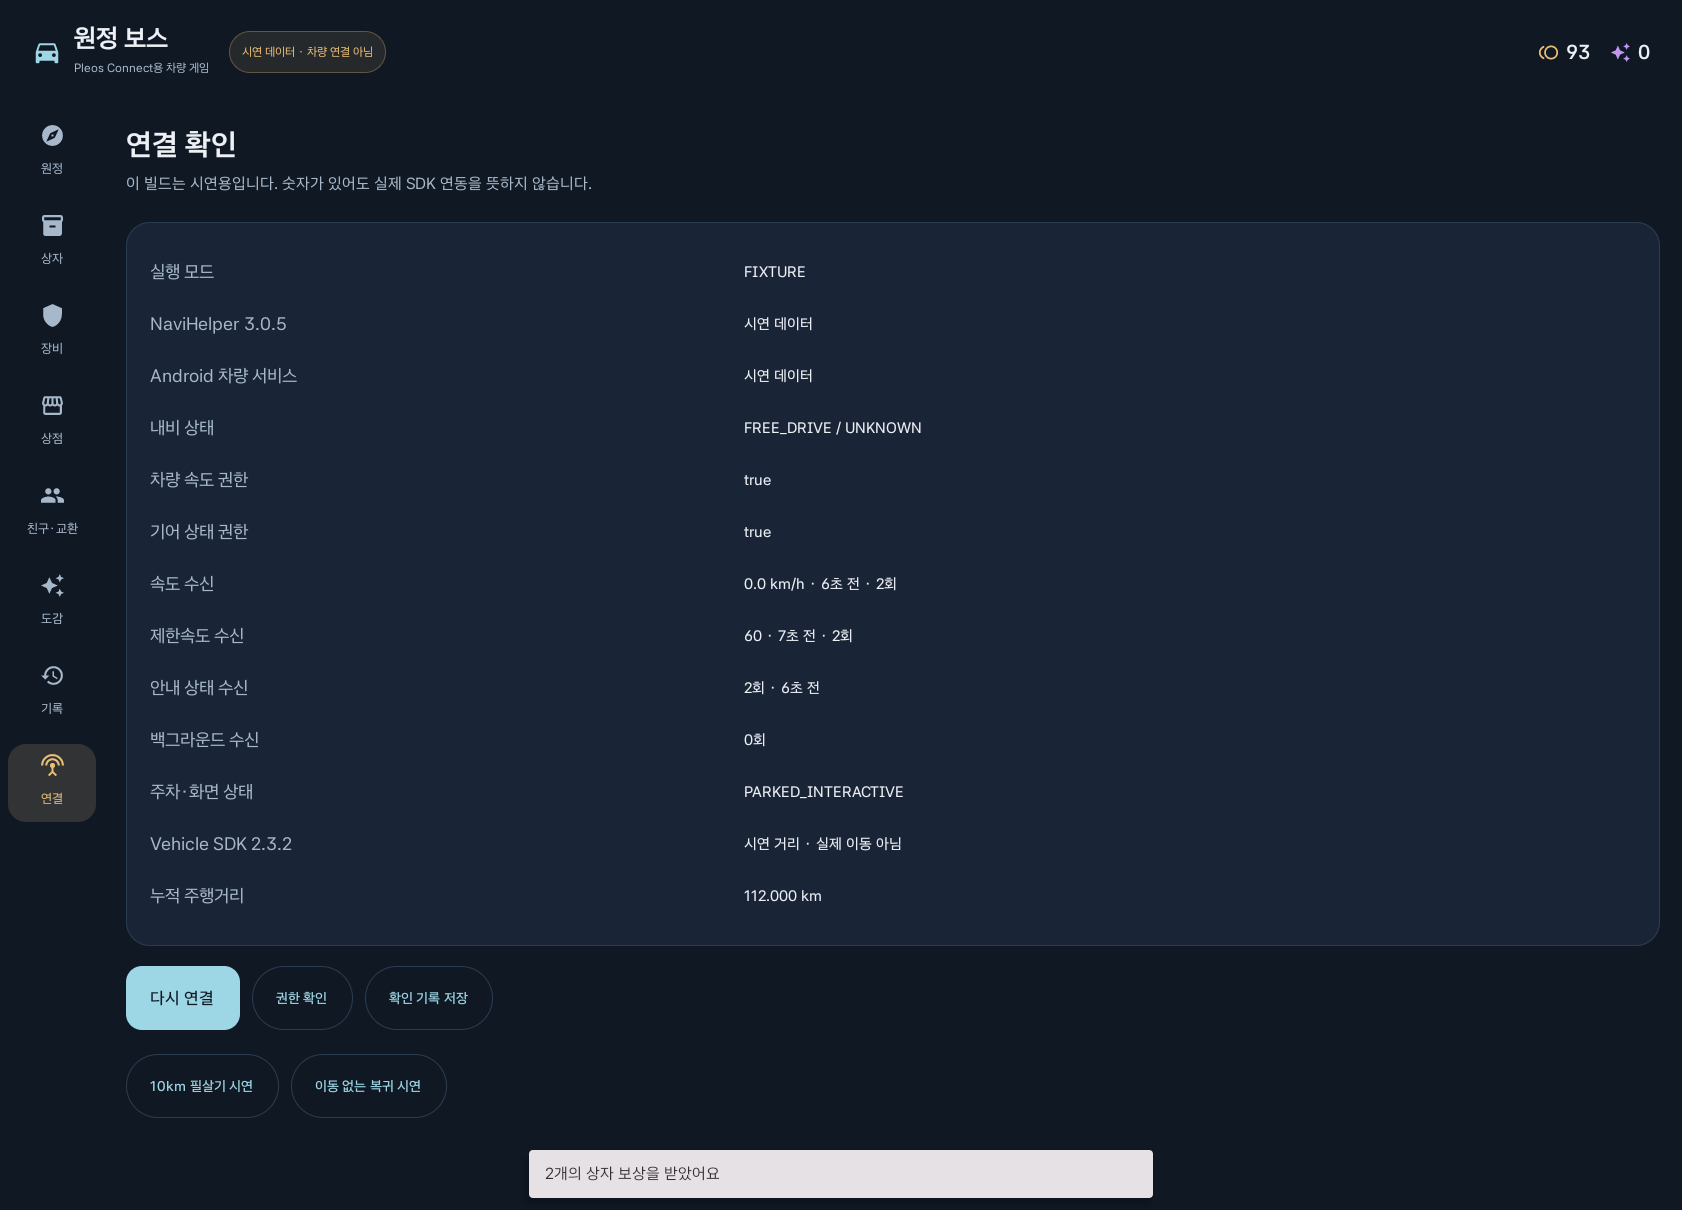 원정 보스
Pleos Connect용 차량 게임
시연 데이터 · 차량 연결 아님
93
0
원정
상자
장비
상점
친구·교환
도감
기록
연결
연결 확인
이 빌드는 시연용입니다. 숫자가 있어도 실제 SDK 연동을 뜻하지 않습니다.
실행 모드 FIXTURE
NaviHelper 3.0.5 시연 데이터
Android 차량 서비스 시연 데이터
내비 상태 FREE_DRIVE / UNKNOWN
차량 속도 권한 true
기어 상태 권한 true
속도 수신 0.0 km/h · 6초 전 · 2회
제한속도 수신 60 · 7초 전 · 2회
안내 상태 수신 2회 · 6초 전
백그라운드 수신 0회
주차·화면 상태 PARKED_INTERACTIVE
Vehicle SDK 2.3.2 시연 거리 · 실제 이동 아님
누적 주행거리 112.000 km
다시 연결
권한 확인
확인 기록 저장
10km 필살기 시연
이동 없는 복귀 시연
2개의 상자 보상을 받았어요